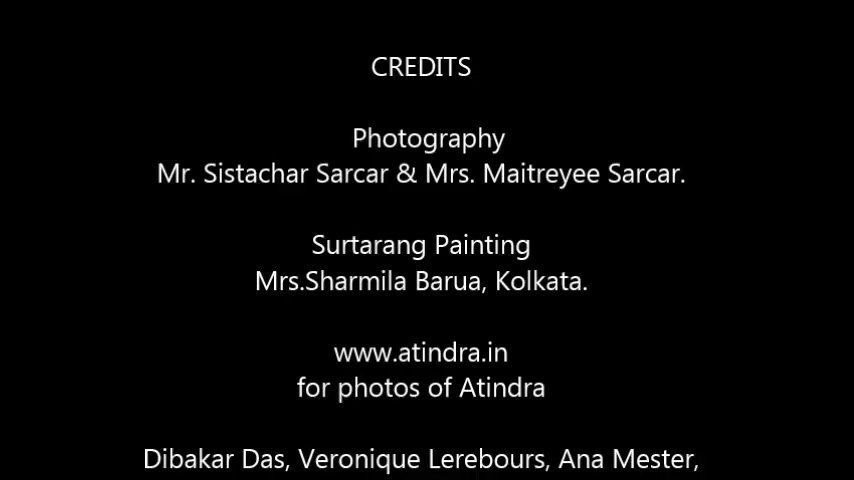 CREDITS
Photography
Mr. Sistachar Sarcar & Mrs. Maitreyee Sarcar.
Surtarang Painting
Mrs.Sharmila Barua, Kolkata.
www.atindra.in
for photos of Atindra
Dibakar Das, Veronique Lerebours, Ana Mester,